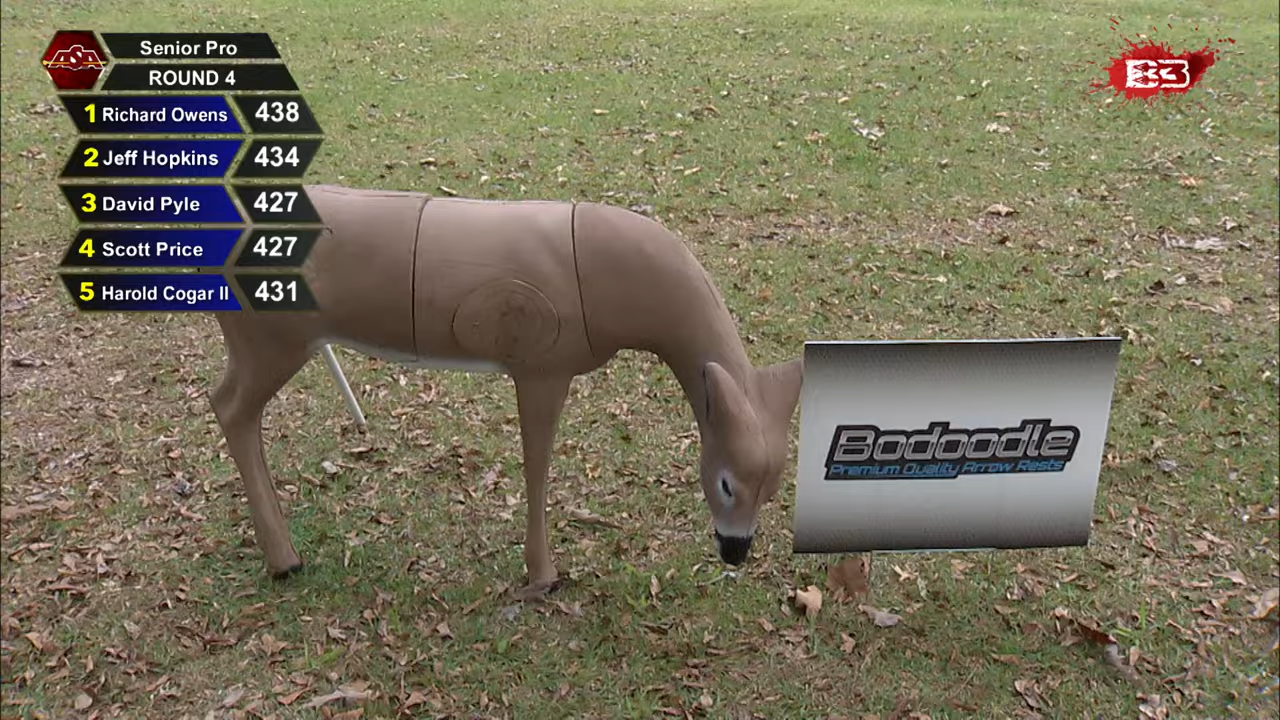 ASA
Senior Pro
ROUND 4
1 Richard Owens 438
2 Jeff Hopkins 434
3 David Pyle 427
4 Scott Price 427
5 Harold Cogar II 431
B3
Bodoodle
Premium Quality Arrow Rests